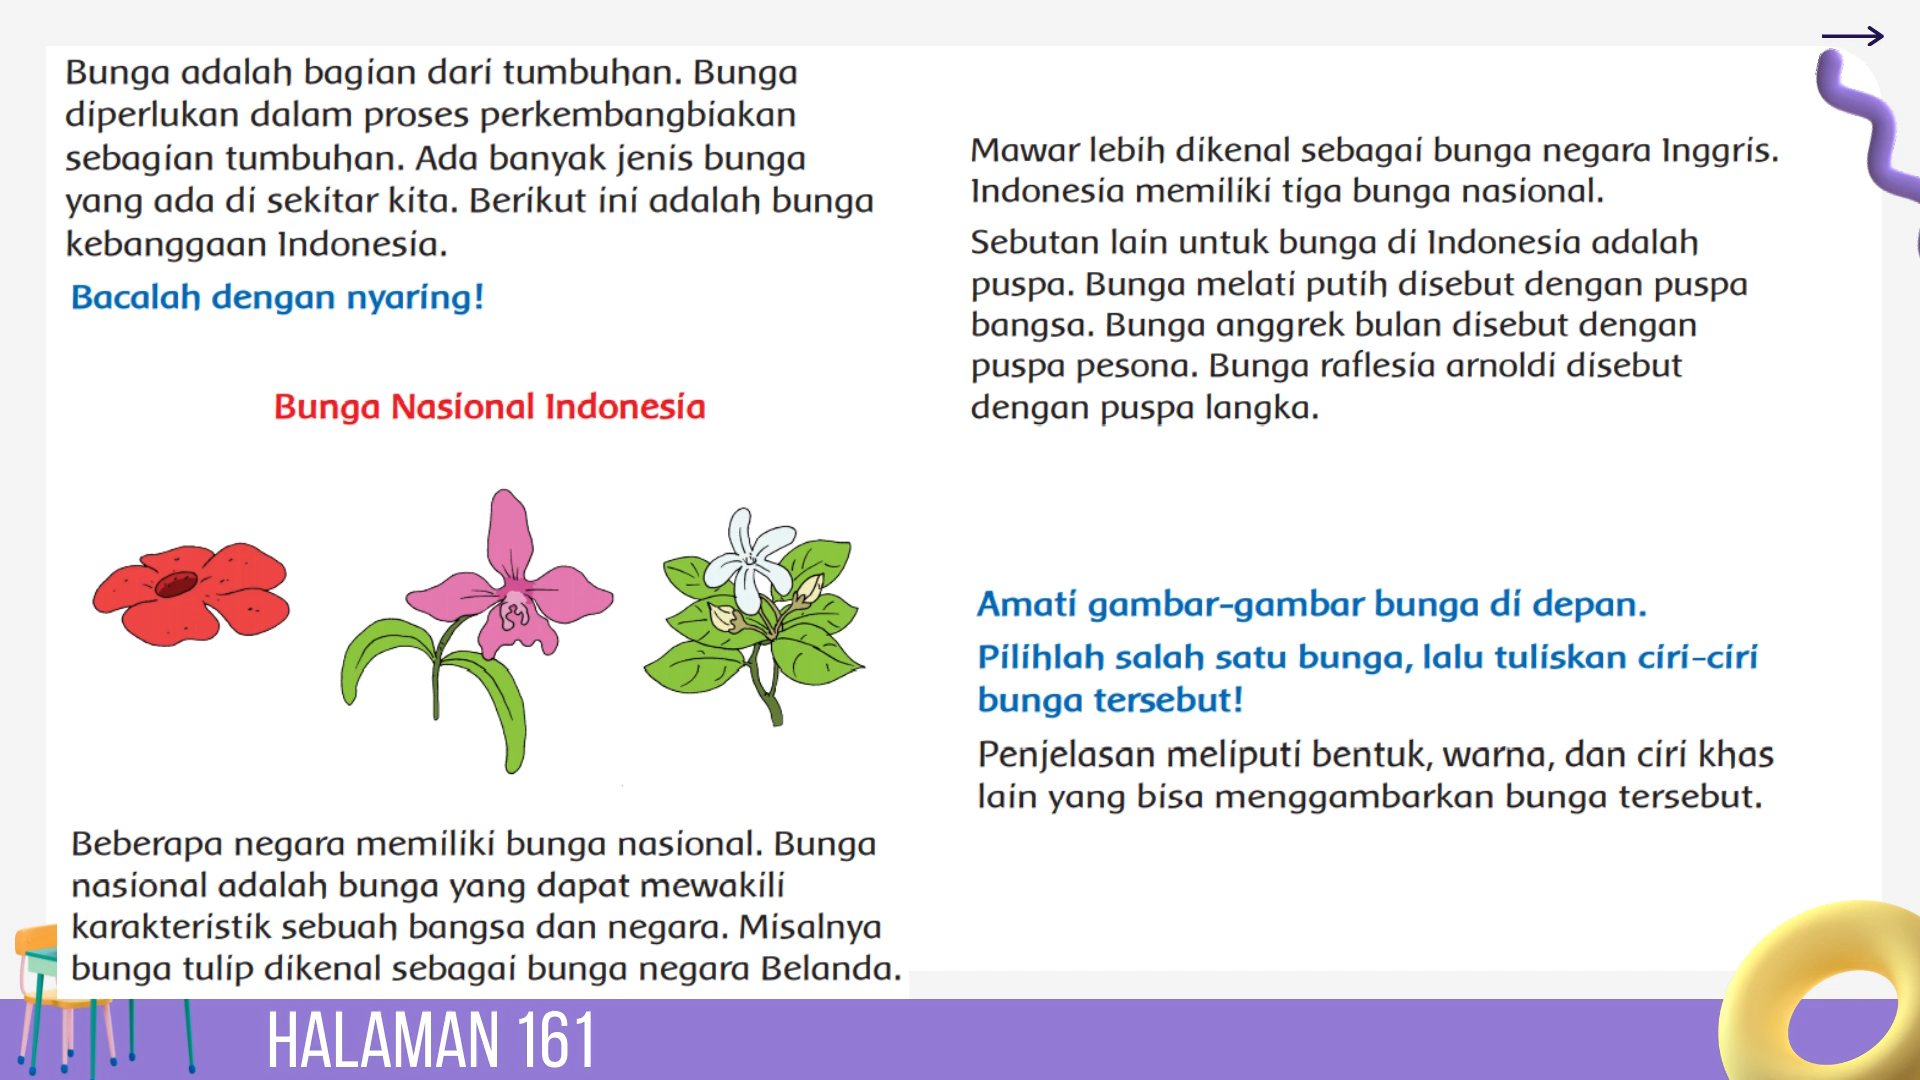 Bunga adalah bagian dari tumbuhan. Bunga
diperlukan dalam proses perkembangbiakan
sebagian tumbuhan. Ada banyak jenis bunga
yang ada di sekitar kita. Berikut ini adalah bunga
kebanggaan Indonesia.
Bacalah dengan nyaring!
Bunga Nasional Indonesia
Beberapa negara memiliki bunga nasional. Bunga
nasional adalah bunga yang dapat mewakili
karakteristik sebuah bangsa dan negara. Misalnya
bunga tulip dikenal sebagai bunga negara Belanda.
Mawar lebih dikenal sebagai bunga negara Inggris.
Indonesia memiliki tiga bunga nasional.
Sebutan lain untuk bunga di Indonesia adalah
puspa. Bunga melati putih disebut dengan puspa
bangsa. Bunga anggrek bulan disebut dengan
puspa pesona. Bunga raflesia arnoldi disebut
dengan puspa langka.
Amati gambar-gambar bunga di depan.
Pilihlah salah satu bunga, lalu tuliskan ciri-ciri
bunga tersebut!
Penjelasan meliputi bentuk, warna, dan ciri khas
lain yang bisa menggambarkan bunga tersebut.
HALAMAN 161